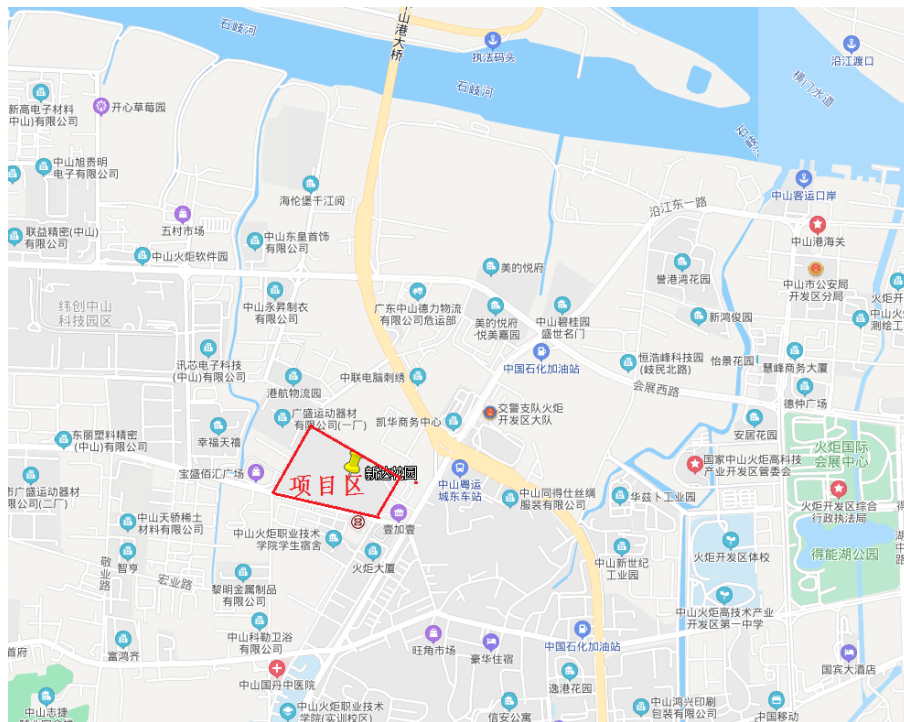 石岐河
中山港大桥
执法码头
沿江渡口
石岐河
横门水道
新高电子材料
(中山)有限公司
开心草莓园
中山旭贵明
电子有限公司
海伦堡千江阅
中山客运口岸
沿江东一路
五村市场
联益精密(中山)
有限公司
中山东皇首饰
有限公司
中山港海关
中山火炬软件园
美的悦府
誉港湾花园
中山市公安局
开发区分局
纬创中山
科技园区
中山永昇制衣
有限公司
广东中山德力物流
有限公司危运部
美的悦府
悦美嘉园
中山碧桂园
盛世名门
新鸿俊园
火炬开
中山火
测绘工
讯芯电子科技
(中山)有限公司
中国石化加油站
恒浩峰科技园
(岐民北路)
怡景花园
慧峰商务大厦
港航物流园
中联电脑刺绣
会展西路
德仲广场
广盛运动器材
有限公司(一厂)
凯华商务中心
交警支队火炬
开发区大队
幸福天禧
安居花园
东丽塑料精密
(中山)有限公司
火炬国际
会展中心
宝盛佰汇广场
新达花园
项目区
中山粤运
城东车站
国家中山火炬高科技
产业开发区管委会
市广盛运动器材
有限公司(二厂)
中山同得仕丝绸
服装有限公司
华兹卜工业园
火炬开发区综合
行政执法局
中山天骄稀土
材料有限公司
壹加壹
中山火炬职业技术
学院学生宿舍
智亨
敬业路
宏业路
火炬大厦
中山新世纪
工业园
火炬开发区体校
得能湖公园
黎明金属制品
有限公司
中山火炬高技术产业
开发区第一中学
中山科勒卫浴
有限公司
富鸿齐
首府
旺角市场
豪华住宿
中国石化加油站
国宾大酒店
中山国丹中医院
逸港花园
中山志捷
中山火炬职业技术
学院(实训校区)
信安公寓
中山鸿兴印刷
包装有限公司
中国移动